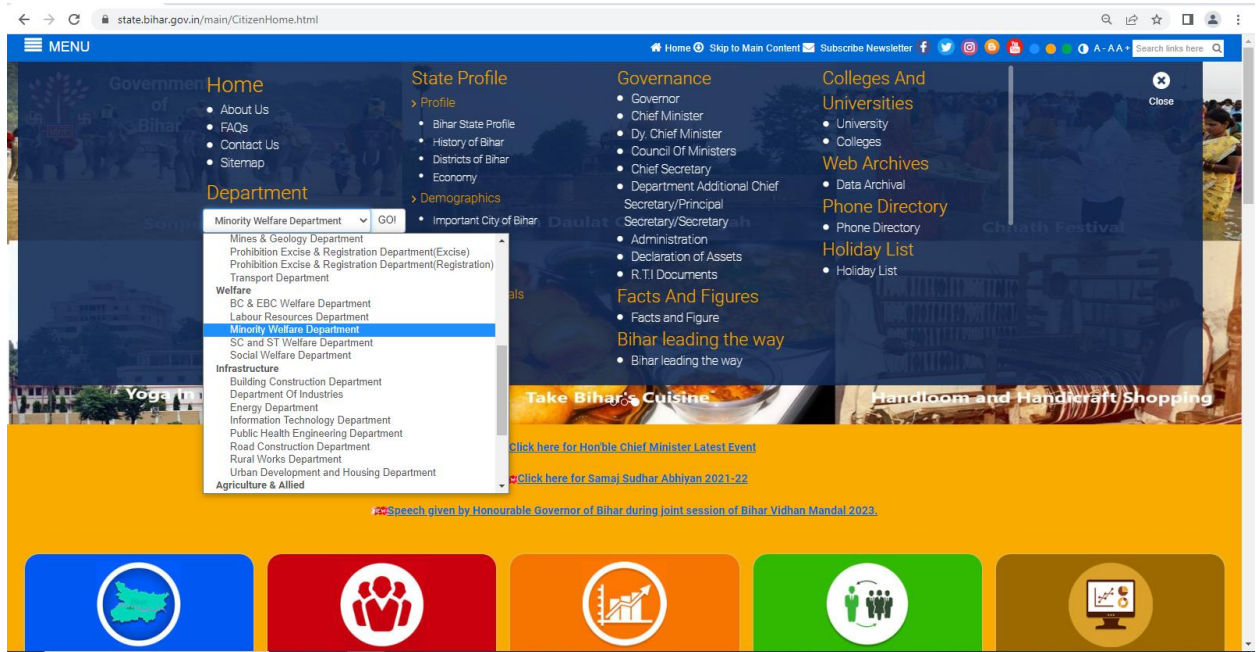 state.bihar.gov.in/main/CitizenHome.html
MENU
Home
Skip to Main Content
Subscribe Newsletter
A- A A+
Search links here
Government
of
Bihar
Home
About Us
FAQs
Contact Us
Sitemap
Department
Minority Welfare Department
GO!
Mines & Geology Department
Prohibition Excise & Registration Department(Excise)
Prohibition Excise & Registration Department(Registration)
Transport Department
Welfare
BC & EBC Welfare Department
Labour Resources Department
Minority Welfare Department
SC and ST Welfare Department
Social Welfare Department
Infrastructure
Building Construction Department
Department Of Industries
Energy Department
Information Technology Department
Public Health Engineering Department
Road Construction Department
Rural Works Department
Urban Development and Housing Department
Agriculture & Allied
State Profile
Profile
Bihar State Profile
History of Bihar
Districts of Bihar
Economy
Demographics
Important City of Bihar
Governance
Governor
Chief Minister
Dy. Chief Minister
Council Of Ministers
Chief Secretary
Department Additional Chief
Secretary/Principal
Secretary/Secretary
Administration
Declaration of Assets
R.T.I Documents
Facts And Figures
Facts and Figure
Bihar leading the way
Bihar leading the way
Colleges And
Universities
University
Colleges
Web Archives
Data Archival
Phone Directory
Phone Directory
Holiday List
Holiday List
Close
Daulat
Chhath Festival
Yoga in
Take Bihar's Cuisine
Handloom and Handicraft Shopping
Click here for Hon'ble Chief Minister Latest Event
Click here for Samaj Sudhar Abhiyan 2021-22
Speech given by Honourable Governor of Bihar during joint session of Bihar Vidhan Mandal 2023.